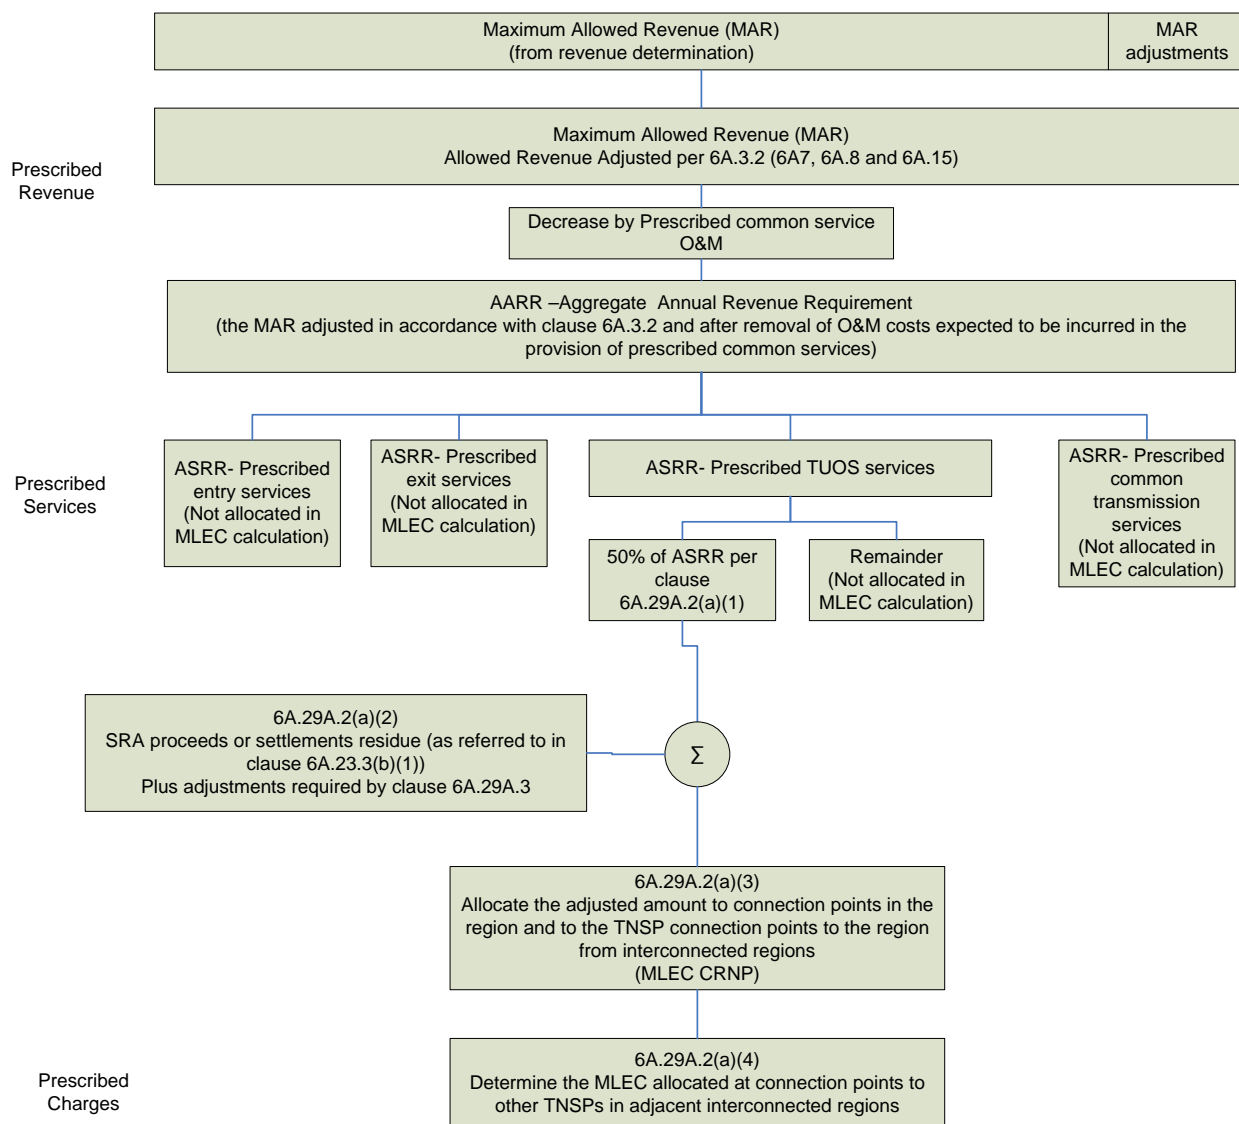 Maximum Allowed Revenue (MAR)
(from revenue determination)
MAR
adjustments
Prescribed
Revenue
Maximum Allowed Revenue (MAR)
Allowed Revenue Adjusted per 6A.3.2 (6A7, 6A.8 and 6A.15)
Decrease by Prescribed common service
O&M
AARR –Aggregate  Annual Revenue Requirement
(the MAR adjusted in accordance with clause 6A.3.2 and after removal of O&M costs expected to be incurred in the
provision of prescribed common services)
Prescribed
Services
ASRR- Prescribed
entry services
(Not allocated in
MLEC calculation)
ASRR- Prescribed
exit services
(Not allocated in
MLEC calculation)
ASRR- Prescribed TUOS services
ASRR- Prescribed
common
transmission
services
(Not allocated in
MLEC calculation)
50% of ASRR per
clause
6A.29A.2(a)(1)
Remainder
(Not allocated in
MLEC calculation)
6A.29A.2(a)(2)
SRA proceeds or settlements residue (as referred to in
clause 6A.23.3(b)(1))
Plus adjustments required by clause 6A.29A.3
Σ
6A.29A.2(a)(3)
Allocate the adjusted amount to connection points in the
region and to the TNSP connection points to the region
from interconnected regions
(MLEC CRNP)
Prescribed
Charges
6A.29A.2(a)(4)
Determine the MLEC allocated at connection points to
other TNSPs in adjacent interconnected regions